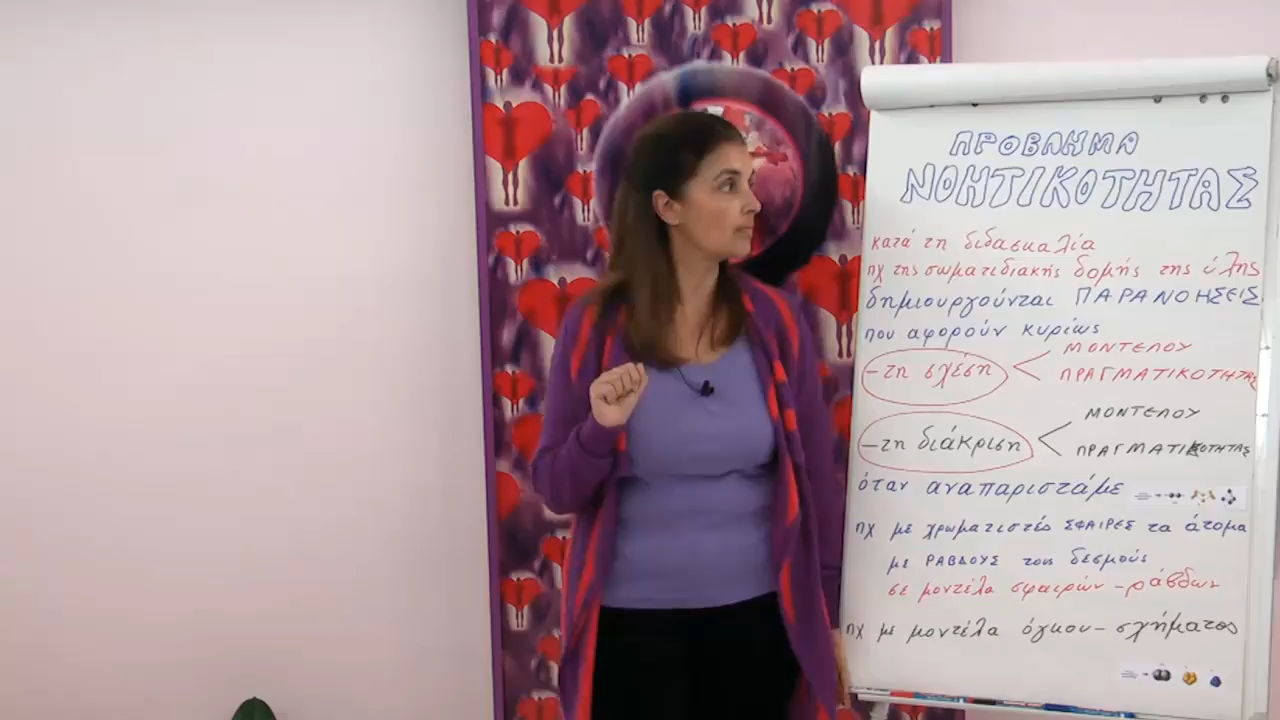 ΠΡΟΒΛΗΜΑ
ΝΟΗΤΙΚΟΤΗΤΑΣ
κατά τη διδασκαλία
πχ της σωματιδιακής δομής της ύλης
δημιουργούνται ΠΑΡΑΝΟΗΣΕΙΣ
που αφορούν κυρίως
-τη σχέση < ΜΟΝΤΕΛΟΥ
ΠΡΑΓΜΑΤΙΚΟΤΗΤΑΣ
-τη διάκριση < ΜΟΝΤΕΛΟΥ
ΠΡΑΓΜΑΤΙΚΟΤΗΤΑΣ
όταν αναπαριστάμε
πχ με χρωματιστές ΣΦΑΙΡΕΣ τα άτομα
με ΡΑΒΔΟΥΣ τους δεσμούς
σε μοντέλα σφαιρών-ράβδων
πχ με μοντέλα όγκου-σχήματος